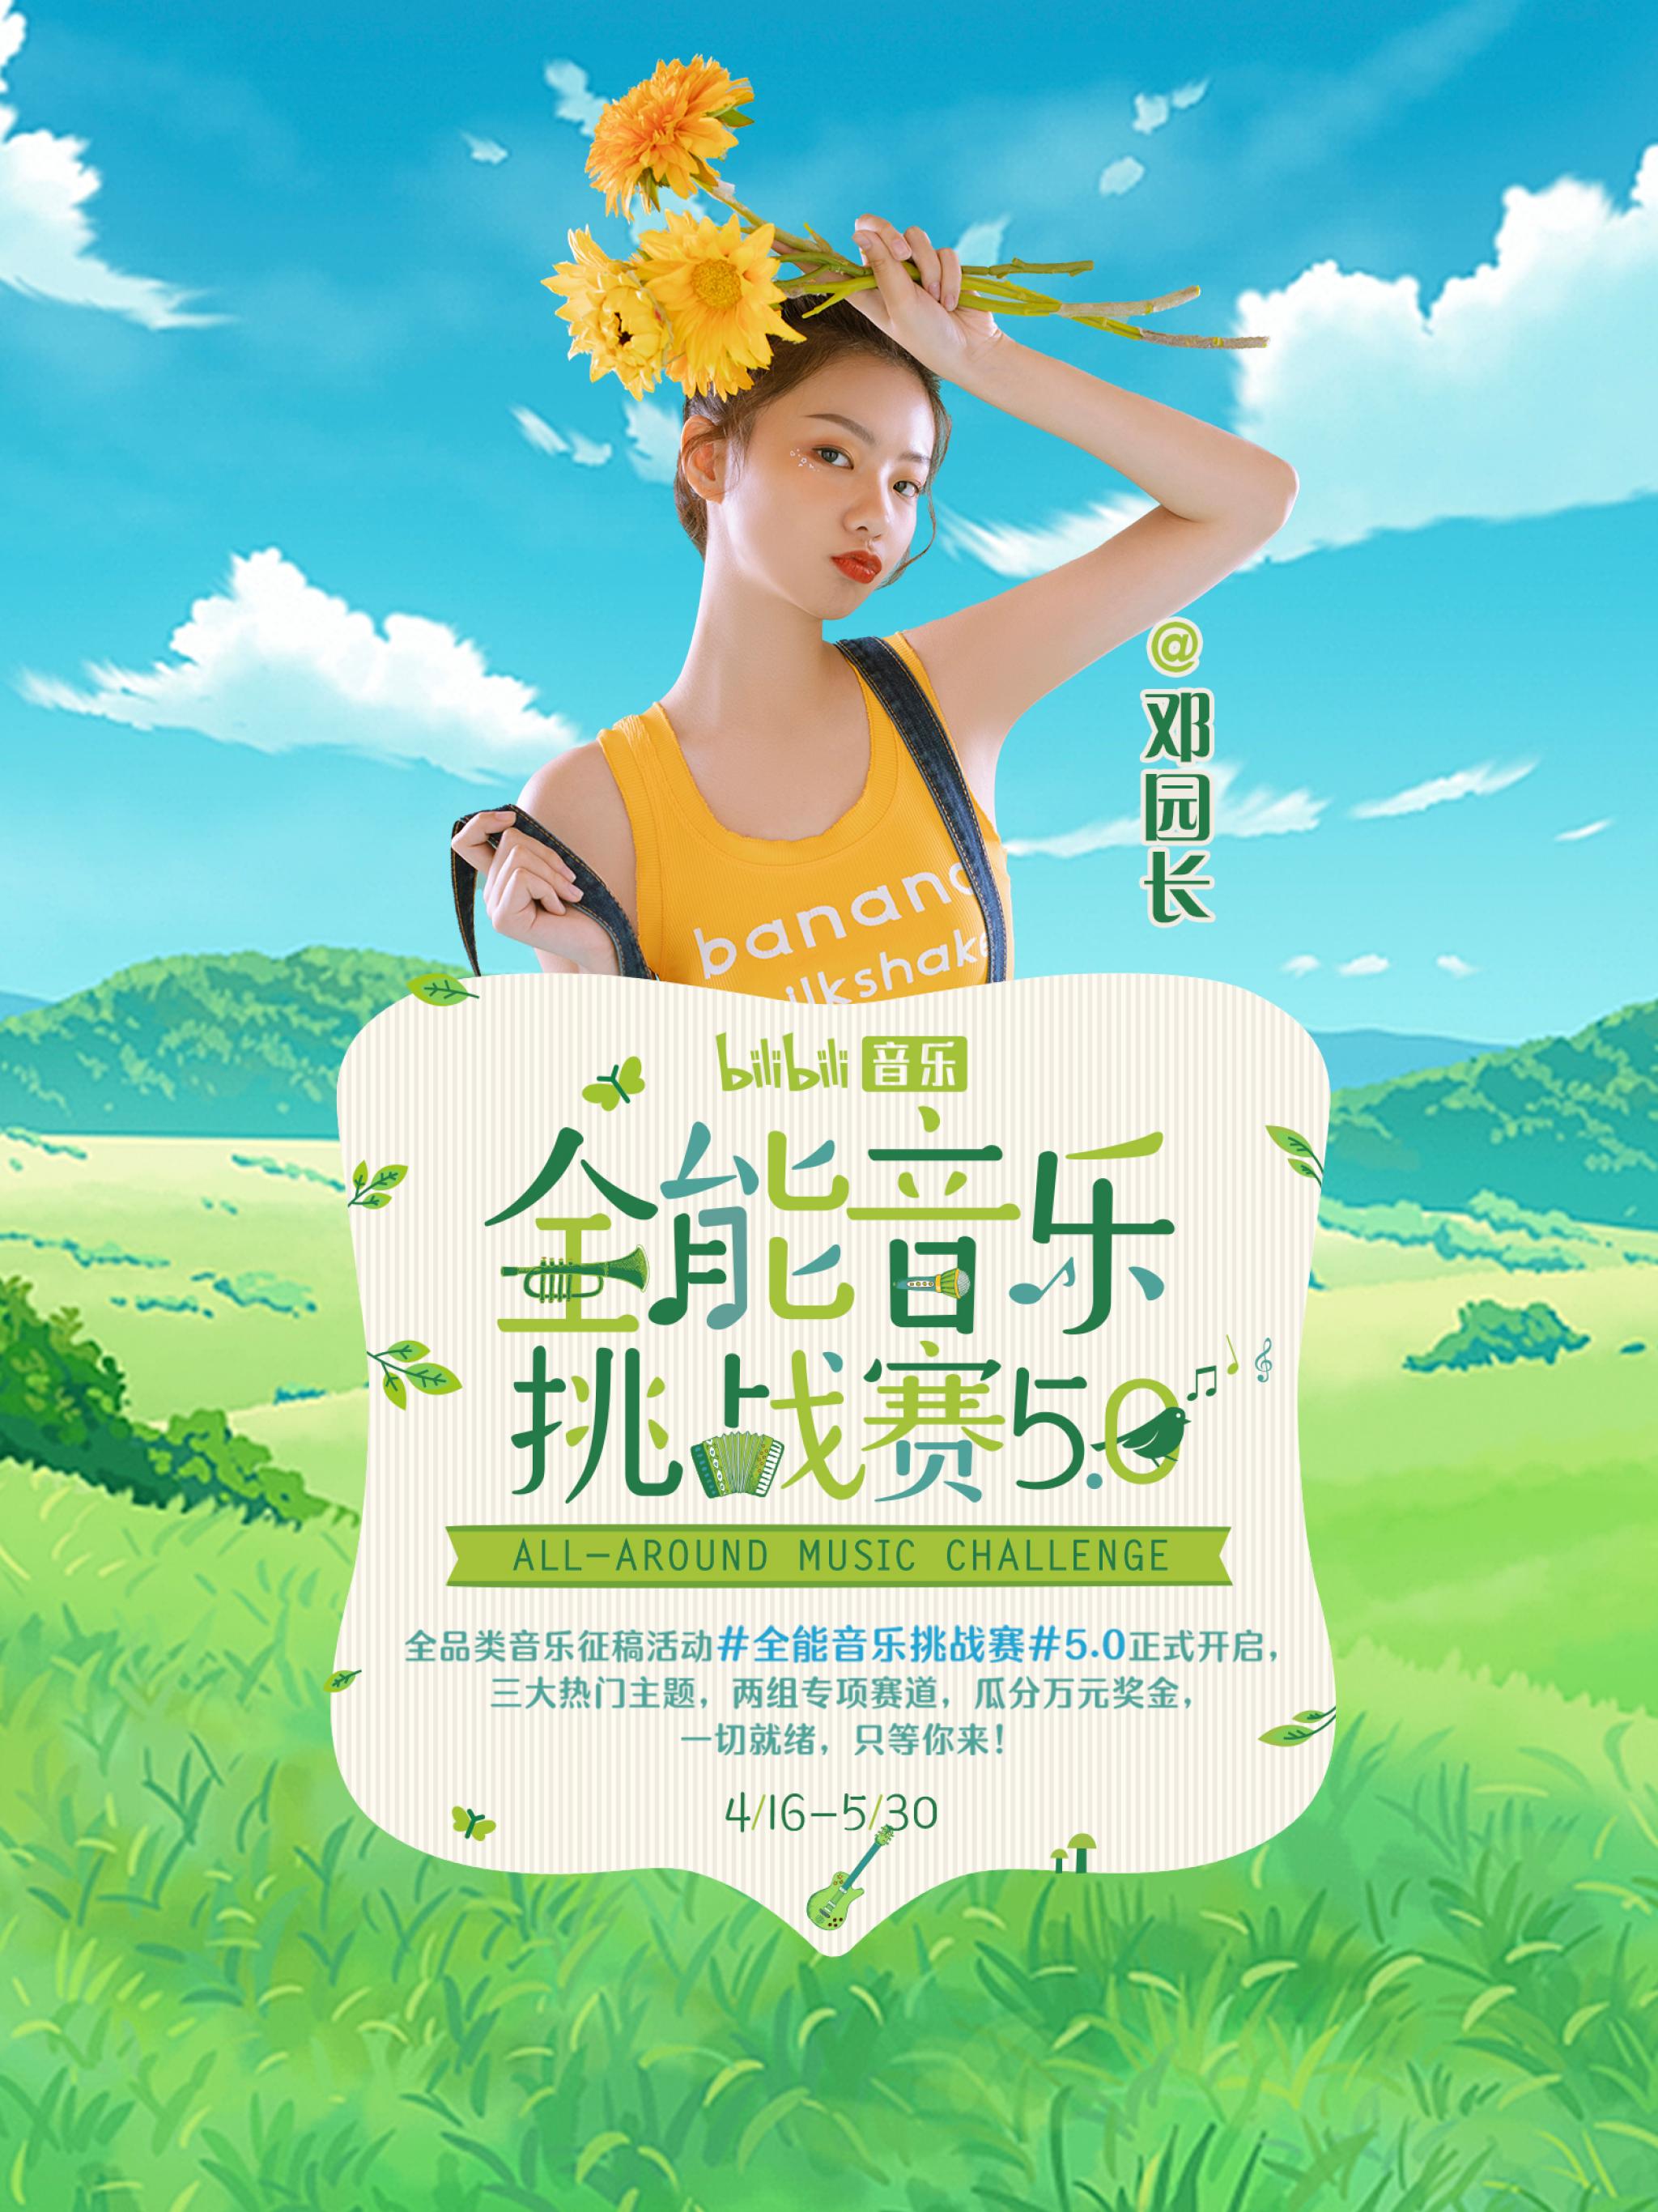 @邓园长
banana
milkshake
bilibili 音乐
全能音乐
挑战赛5.0
ALL-AROUND MUSIC CHALLENGE
全品类音乐征稿活动#全能音乐挑战赛#5.0正式开启，
三大热门主题，两组专项赛道，瓜分万元奖金，
一切就绪，只等你来！
4/16-5/30